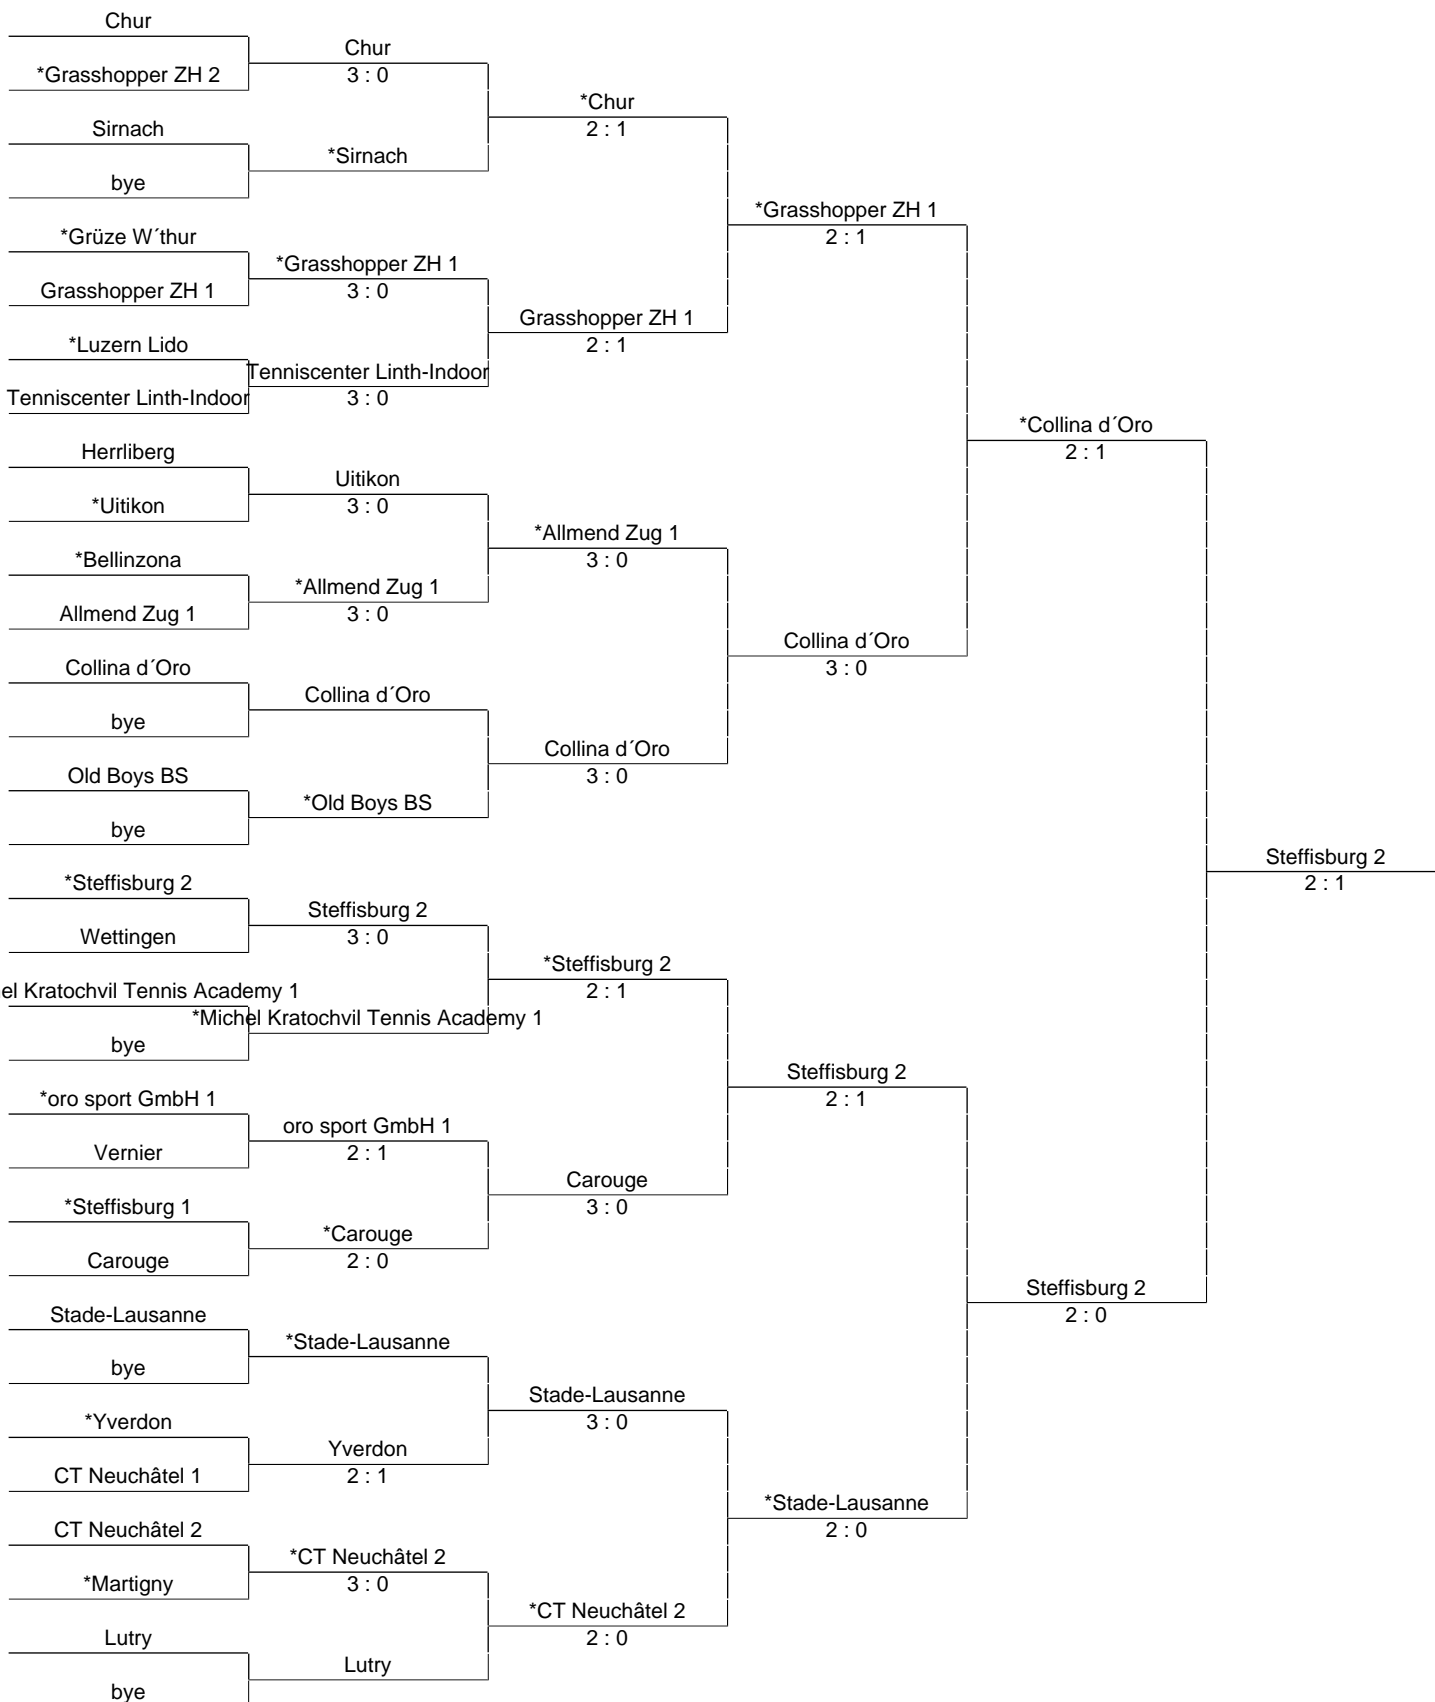 Chur
*Grasshopper ZH 2
Sirnach
bye
*Grüze W´thur
Grasshopper ZH 1
*Luzern Lido
Tenniscenter Linth-Indoor
Herrliberg
*Uitikon
*Bellinzona
Allmend Zug 1
Collina d´Oro
bye
Old Boys BS
bye
*Steffisburg 2
Wettingen
el Kratochvil Tennis Academy 1
bye
*oro sport GmbH 1
Vernier
*Steffisburg 1
Carouge
Stade-Lausanne
bye
*Yverdon
CT Neuchâtel 1
CT Neuchâtel 2
*Martigny
Lutry
bye
Chur
3 : 0
*Sirnach
*Grasshopper ZH 1
3 : 0
Tenniscenter Linth-Indoor
3 : 0
Uitikon
3 : 0
*Allmend Zug 1
3 : 0
Collina d´Oro
*Old Boys BS
Steffisburg 2
3 : 0
*Michel Kratochvil Tennis Academy 1
oro sport GmbH 1
2 : 1
*Carouge
2 : 0
*Stade-Lausanne
Yverdon
2 : 1
*CT Neuchâtel 2
3 : 0
Lutry
*Chur
2 : 1
Grasshopper ZH 1
2 : 1
*Allmend Zug 1
3 : 0
Collina d´Oro
3 : 0
*Steffisburg 2
2 : 1
Carouge
3 : 0
Stade-Lausanne
3 : 0
*CT Neuchâtel 2
2 : 0
*Grasshopper ZH 1
2 : 1
Collina d´Oro
3 : 0
Steffisburg 2
2 : 1
*Stade-Lausanne
2 : 0
*Collina d´Oro
2 : 1
Steffisburg 2
2 : 0
Steffisburg 2
2 : 1